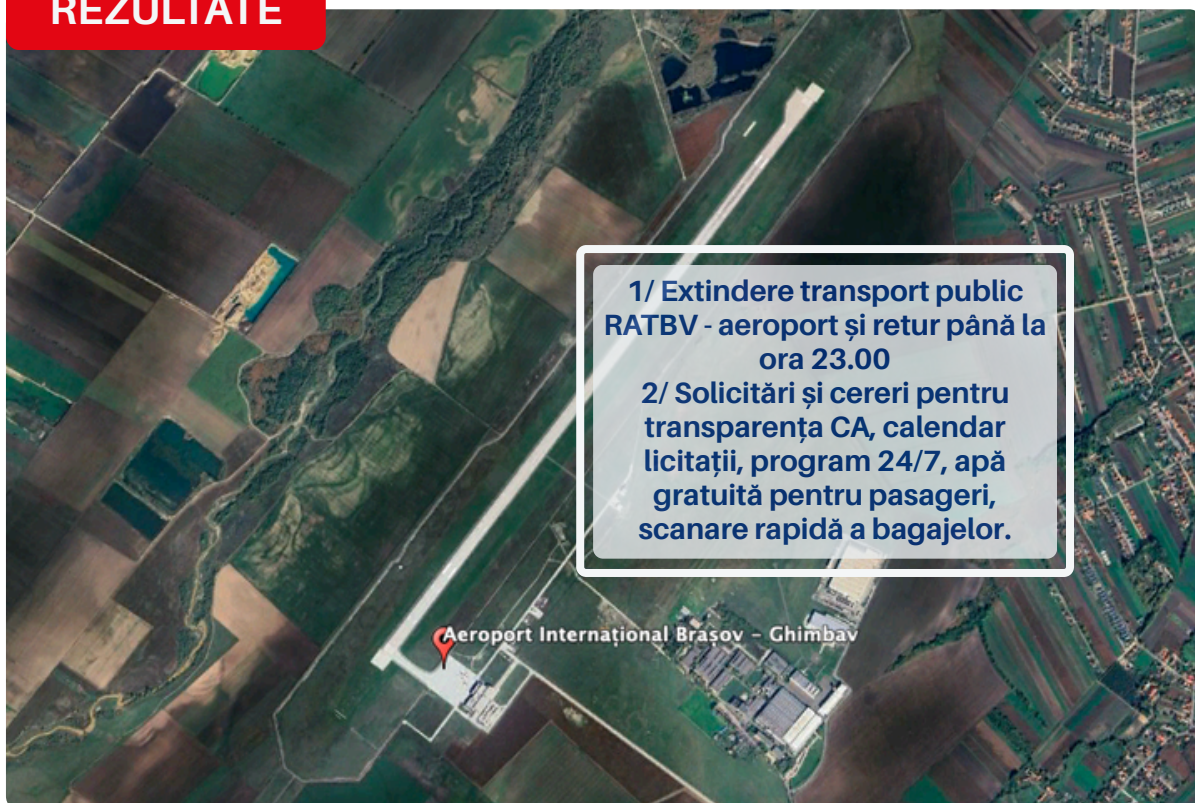 REZULTATE
1/ Extindere transport public
RATBV - aeroport și retur până la
ora 23.00
2/ Solicitări și cereri pentru
transparența CA, calendar
licitații, program 24/7, apă
gratuită pentru pasageri,
scanare rapidă a bagajelor.
Aeroport Internațional Brașov – Ghimbav